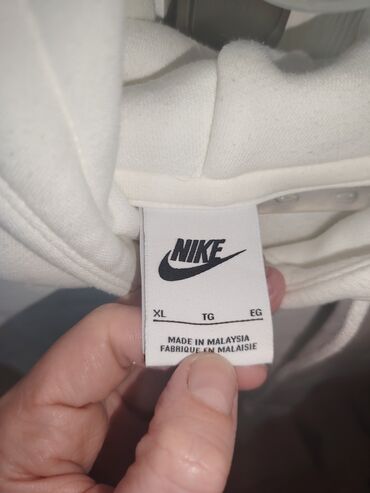 NIKE
XL TG EG
MADE IN MALAYSIA
FABRIQUE EN MALAISIE